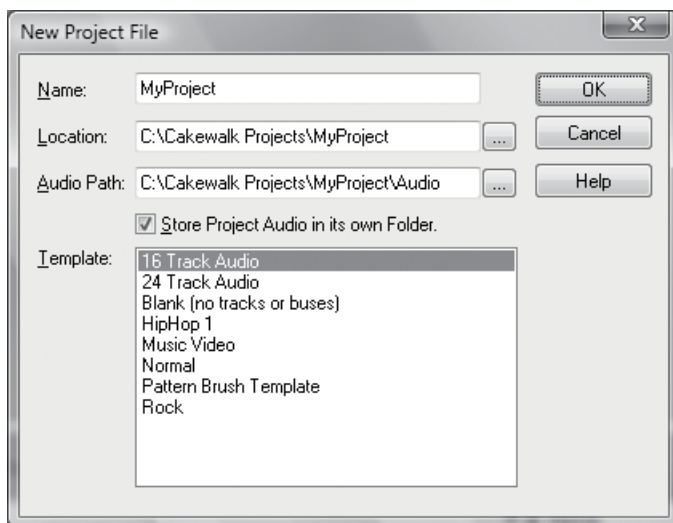 New Project File
Name: MyProject OK
Location: C:\Cakewalk Projects\MyProject ... Cancel
Audio Path: C:\Cakewalk Projects\MyProject\Audio ... Help
Store Project Audio in its own Folder.
Template: 16 Track Audio
24 Track Audio
Blank (no tracks or buses)
HipHop 1
Music Video
Normal
Pattern Brush Template
Rock